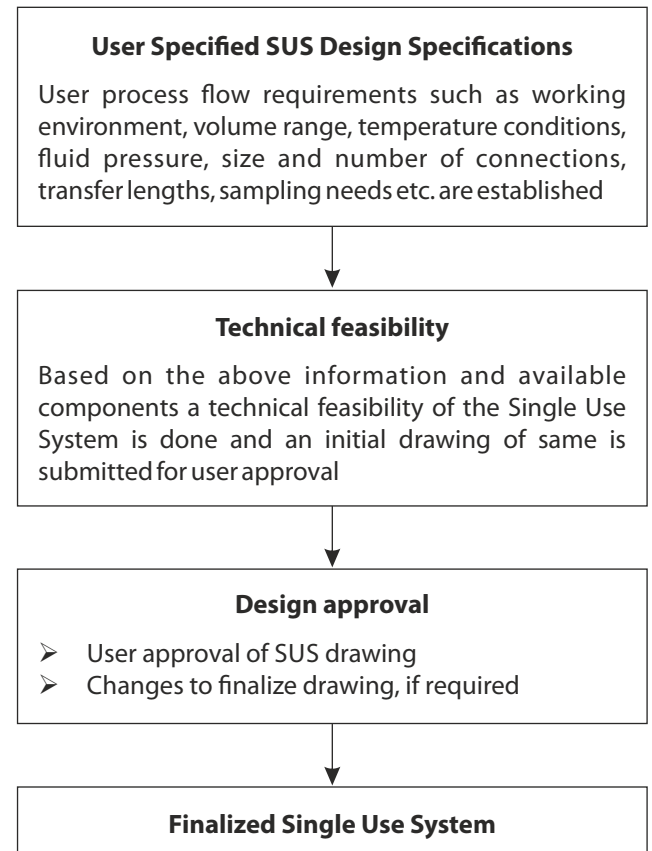 User Specified SUS Design Specifications
User process flow requirements such as working
environment, volume range, temperature conditions,
fluid pressure, size and number of connections,
transfer lengths, sampling needs etc. are established
Technical feasibility
Based on the above information and available
components a technical feasibility of the Single Use
System is done and an initial drawing of same is
submitted for user approval
Design approval
➢ User approval of SUS drawing
➢ Changes to finalize drawing, if required
Finalized Single Use System